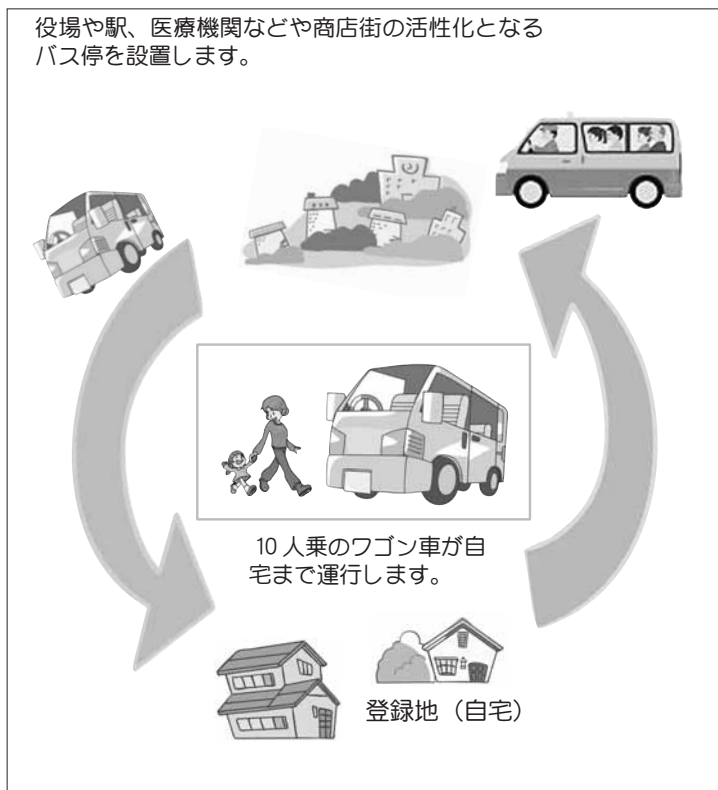 役場や駅、医療機関などや商店街の活性化となる
バス停を設置します。
10 人乗のワゴン車が自
宅まで運行します。
登録地（自宅）